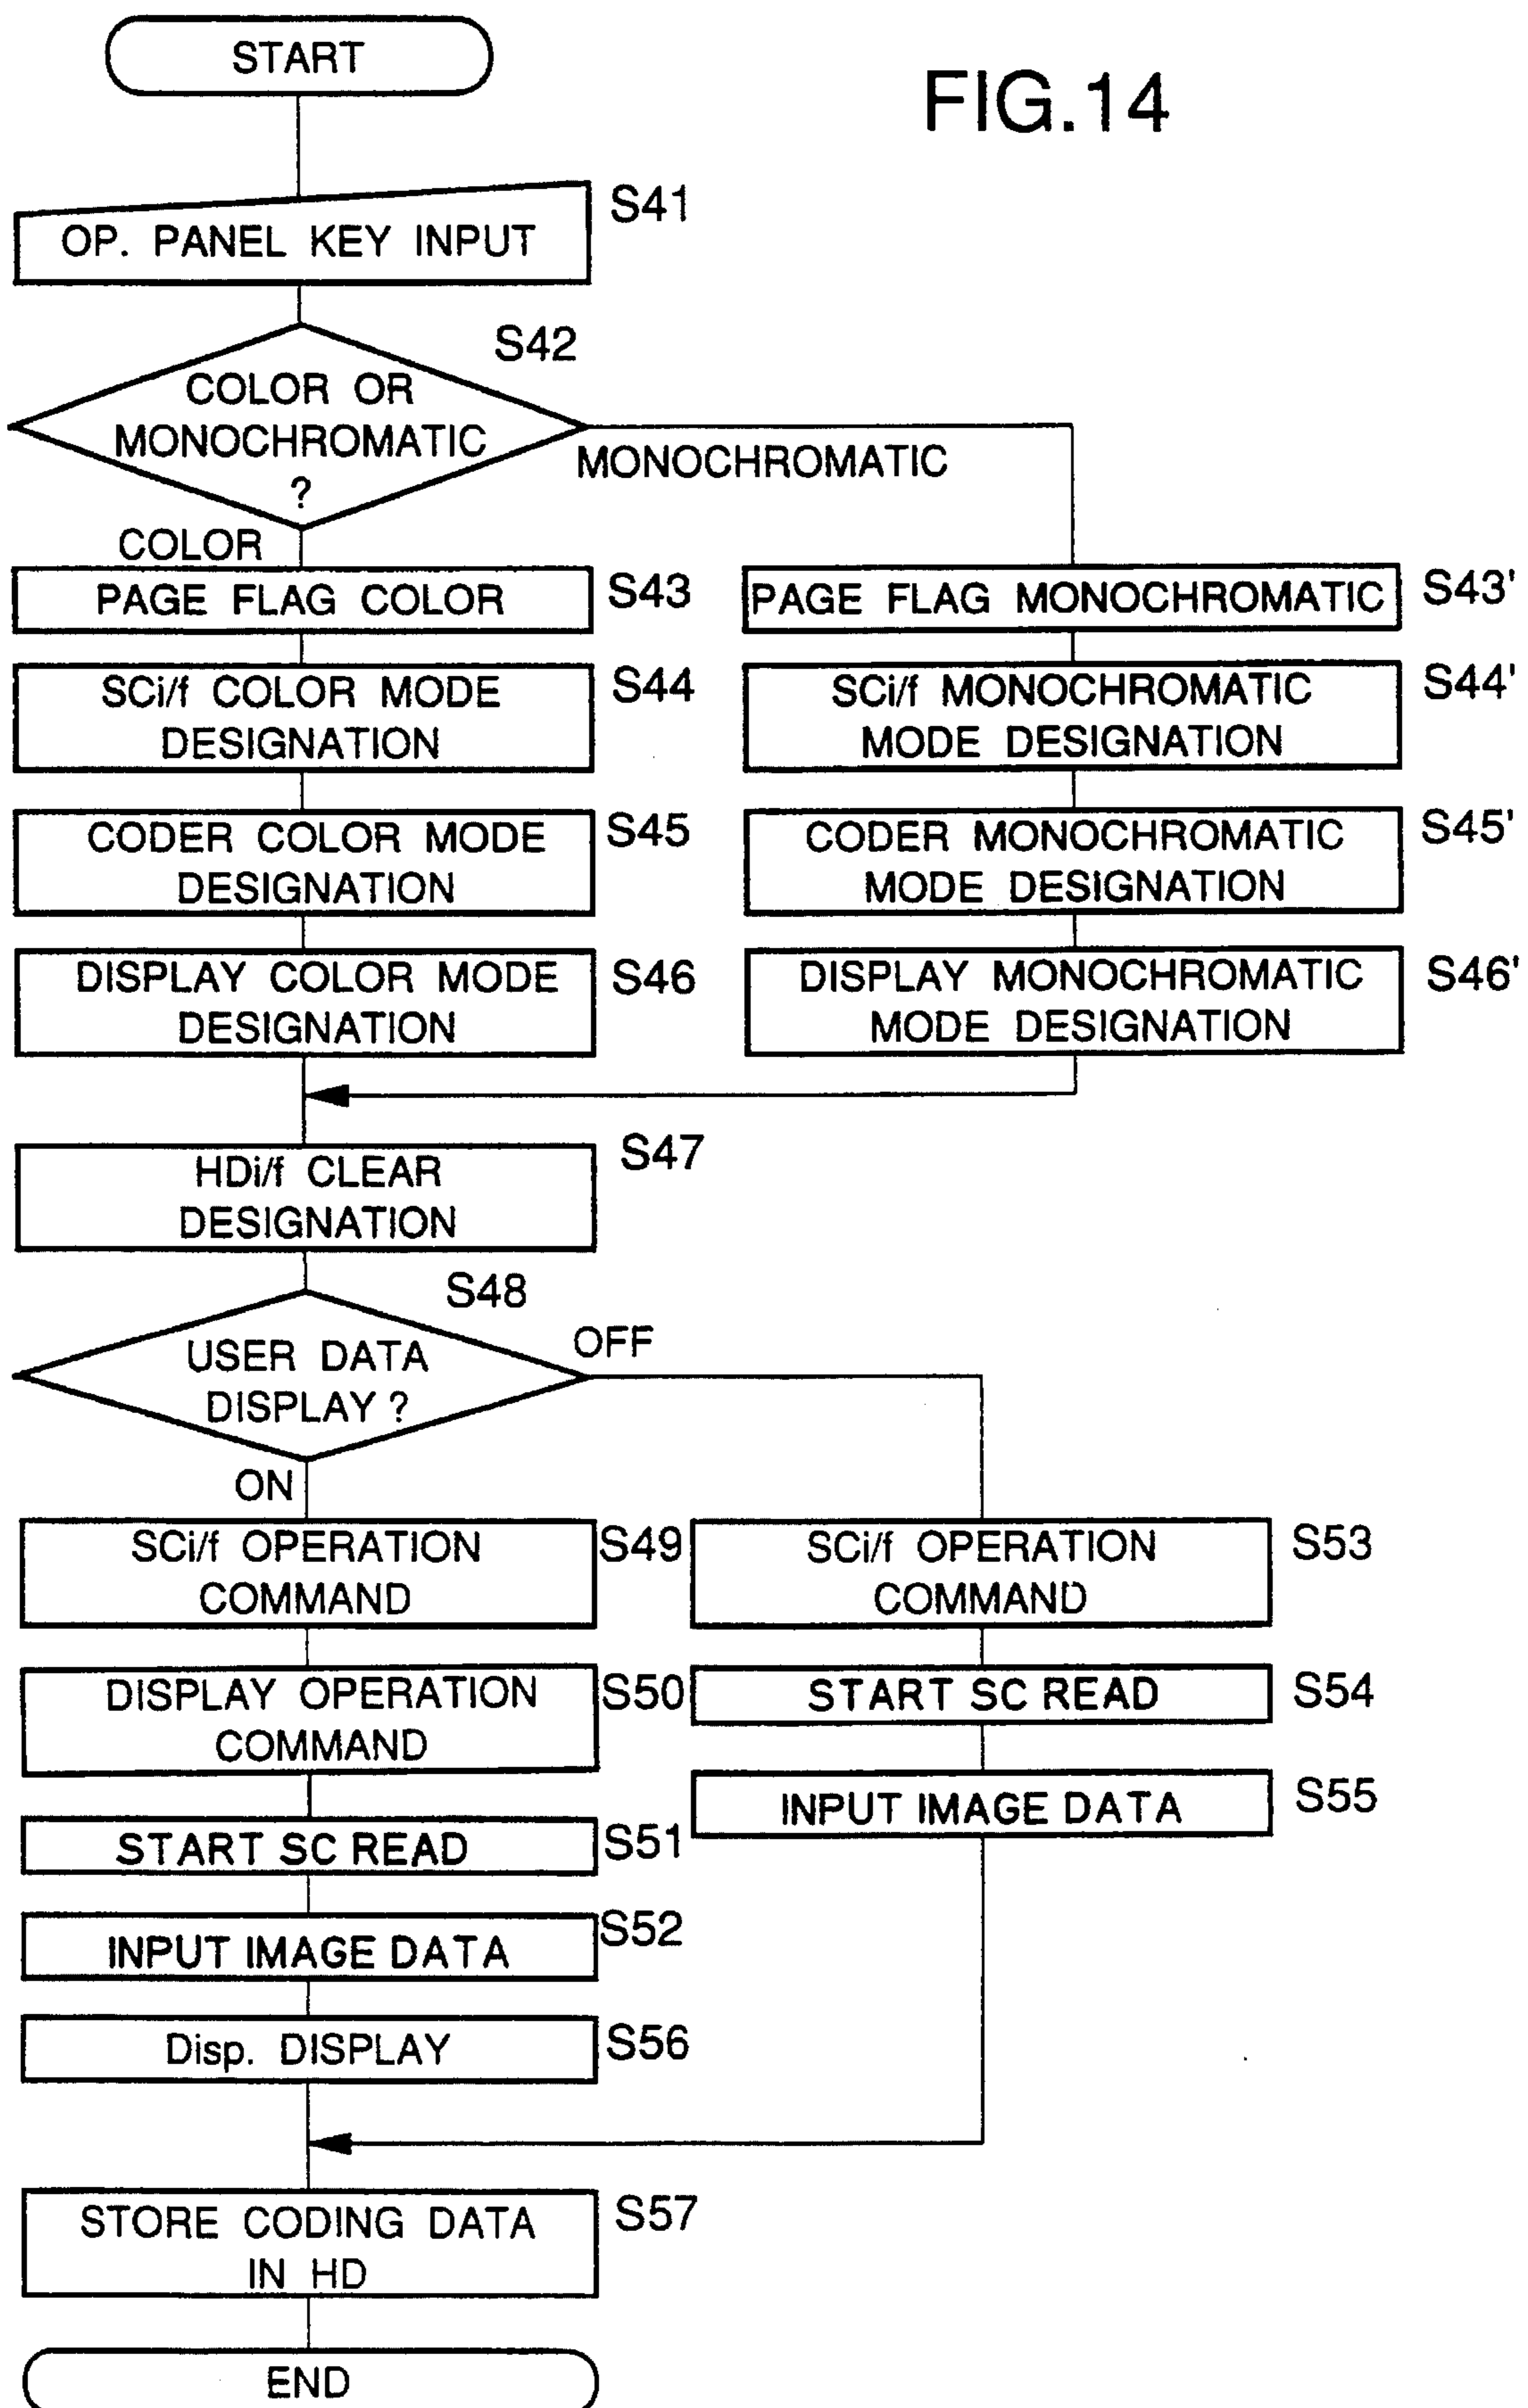 START
FIG.14
S41
OP. PANEL KEY INPUT
S42
COLOR OR
MONOCHROMATIC
?
MONOCHROMATIC
COLOR
PAGE FLAG COLOR
S43
PAGE FLAG MONOCHROMATIC
S43'
SCi/f COLOR MODE
DESIGNATION
S44
SCi/f MONOCHROMATIC
MODE DESIGNATION
S44'
CODER COLOR MODE
DESIGNATION
S45
CODER MONOCHROMATIC
MODE DESIGNATION
S45'
DISPLAY COLOR MODE
DESIGNATION
S46
DISPLAY MONOCHROMATIC
MODE DESIGNATION
S46'
HDi/f CLEAR
DESIGNATION
S47
S48
USER DATA
DISPLAY ?
OFF
ON
SCi/f OPERATION
COMMAND
S49
SCi/f OPERATION
COMMAND
S53
DISPLAY OPERATION
COMMAND
S50
START SC READ
S54
START SC READ
S51
INPUT IMAGE DATA
S55
INPUT IMAGE DATA
S52
Disp. DISPLAY
S56
STORE CODING DATA
IN HD
S57
END